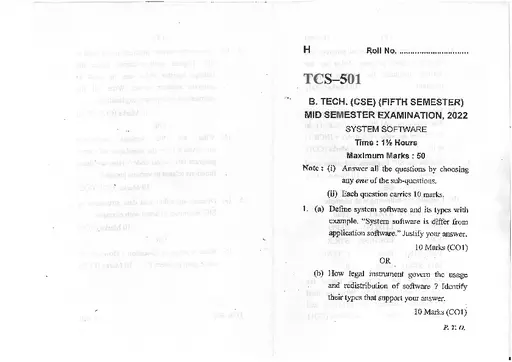 H Roll No. ..............................
TCS–501
B. TECH. (CSE) (FIFTH SEMESTER)
MID SEMESTER EXAMINATION, 2022
SYSTEM SOFTWARE
Time : 1½ Hours
Maximum Marks : 50
Note : (i) Answer all the questions by choosing
any one of the sub-questions.
(ii) Each question carries 10 marks.
1. (a) Define system software and its types with
example. "System software is differ from
application software." Justify your answer.
10 Marks (CO1)
OR
(b) How legal instrument govern the usage
and redistribution of software ? Identify
their types that support your answer.
10 Marks (CO1)
P. T. O.